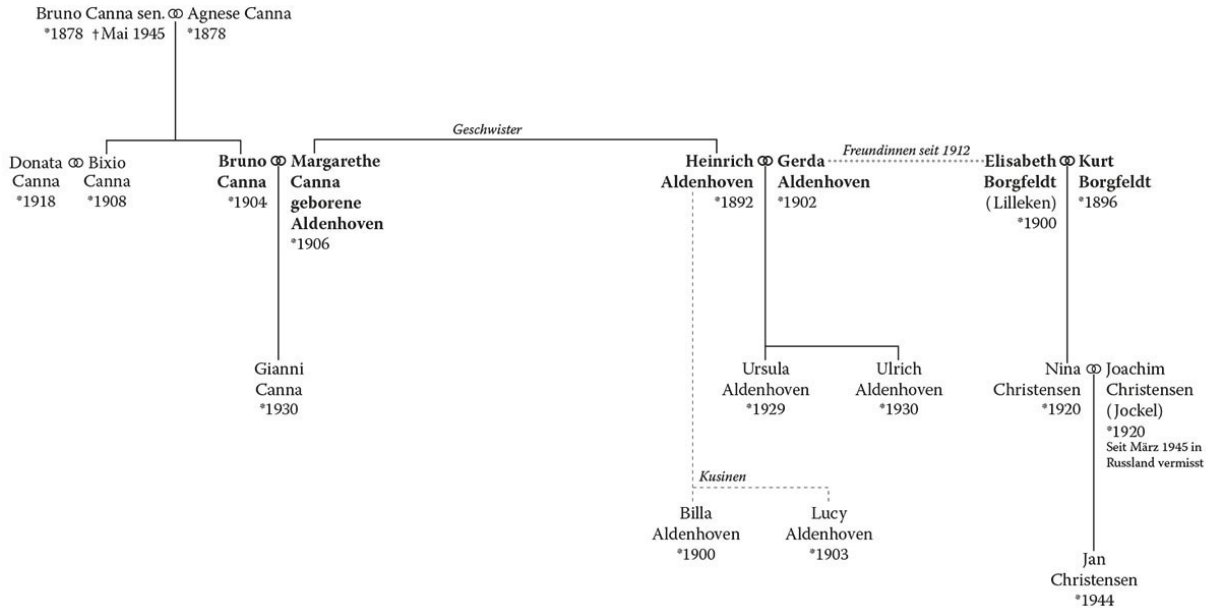 Bruno Canna sen. ⚭ Agnese Canna
*1878 †Mai 1945 *1878
Geschwister
Freundinnen seit 1912
Donata ⚭ Bixio
Canna Canna
*1918 *1908
Bruno ⚭ Margarethe
Canna Canna
*1904 geborene
Aldenhoven
*1906
Heinrich ⚭ Gerda
Aldenhoven Aldenhoven
*1892 *1902
Elisabeth ⚭ Kurt
Borgfeldt Borgfeldt
(Lilleken) *1896
*1900
Gianni
Canna
*1930
Ursula
Aldenhoven
*1929
Ulrich
Aldenhoven
*1930
Nina ⚭ Joachim
Christensen Christensen
*1920 (Jockel)
*1920
Seit März 1945 in
Russland vermisst
Kusinen
Billa
Aldenhoven
*1900
Lucy
Aldenhoven
*1903
Jan
Christensen
*1944